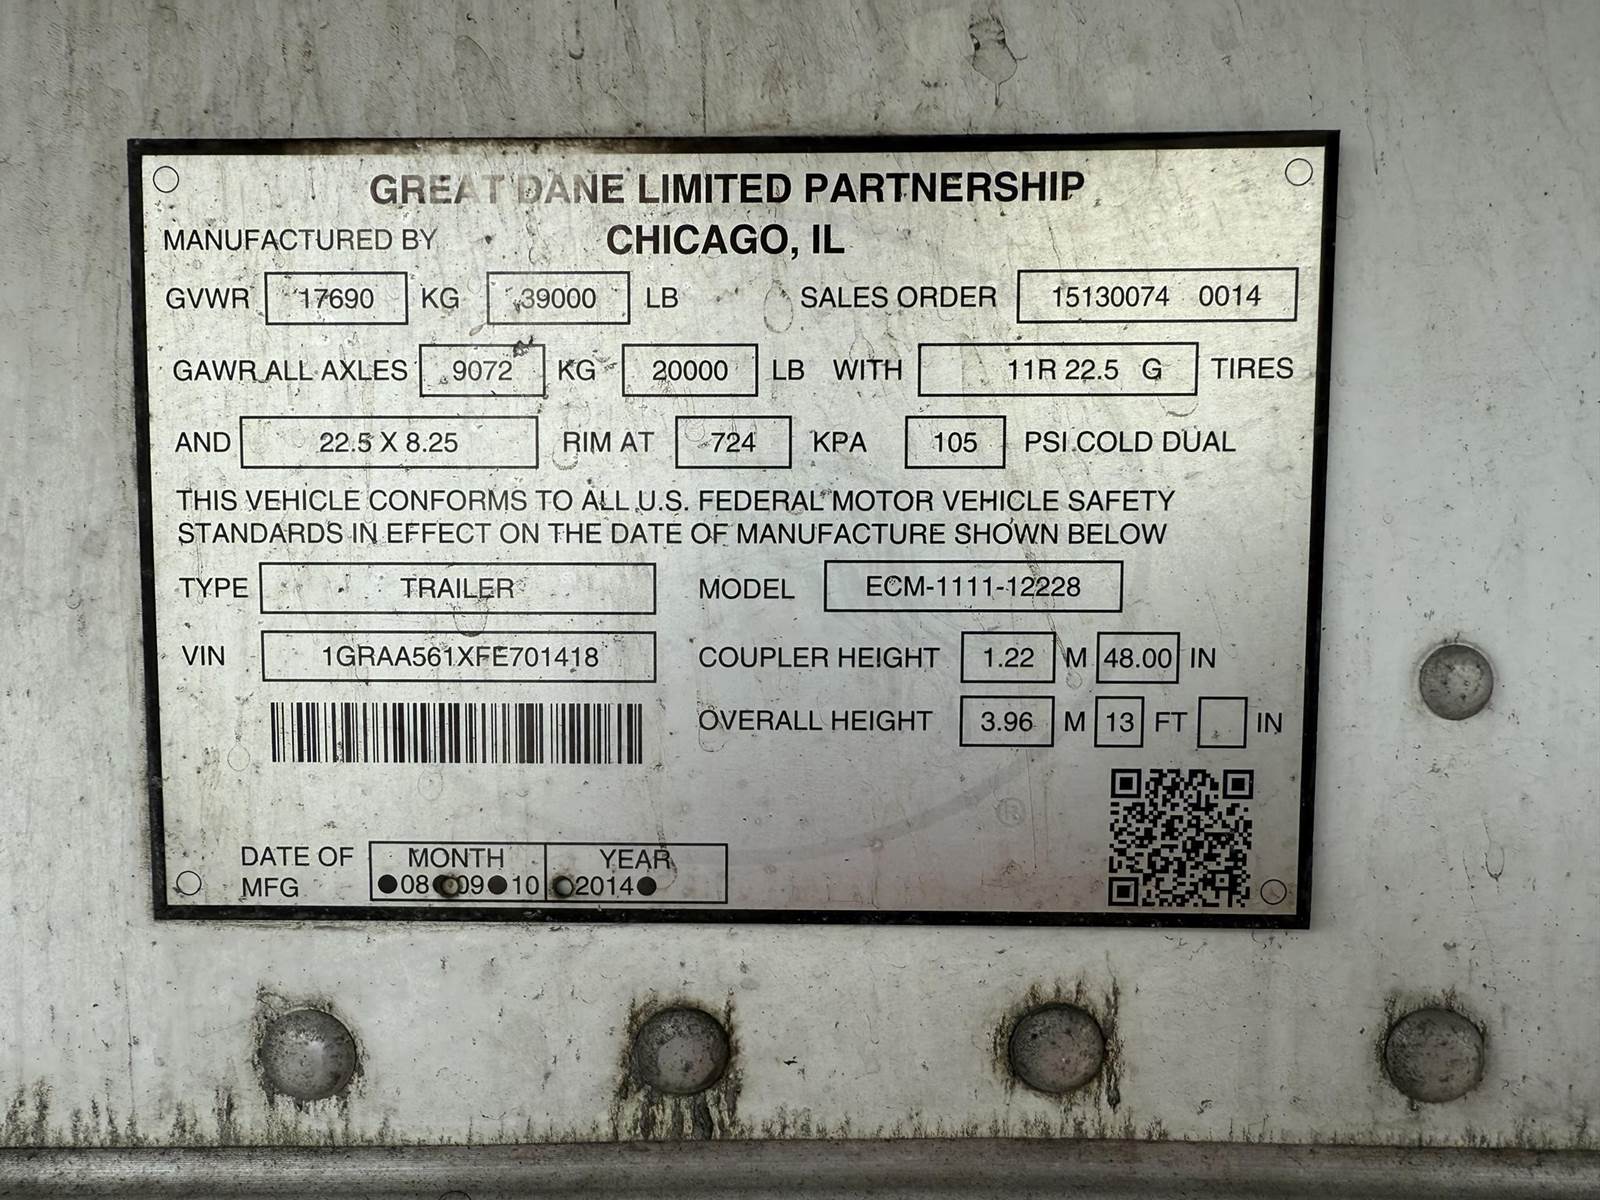 GREAT DANE LIMITED PARTNERSHIP
MANUFACTURED BY CHICAGO, IL
GVWR 17690 KG 39000 LB SALES ORDER 15130074 0014
GAWR ALL AXLES 9072 KG 20000 LB WITH 11R 22.5 G TIRES
AND 22.5 X 8.25 RIM AT 724 KPA 105 PSI COLD DUAL
THIS VEHICLE CONFORMS TO ALL U.S. FEDERAL MOTOR VEHICLE SAFETY
STANDARDS IN EFFECT ON THE DATE OF MANUFACTURE SHOWN BELOW
TYPE TRAILER MODEL ECM-1111-12228
VIN 1GRAA561XFE701418 COUPLER HEIGHT 1.22 M 48.00 IN
OVERALL HEIGHT 3.96 M 13 FT IN
®
DATE OF MONTH YEAR
MFG ●08●09●10 ●2014●